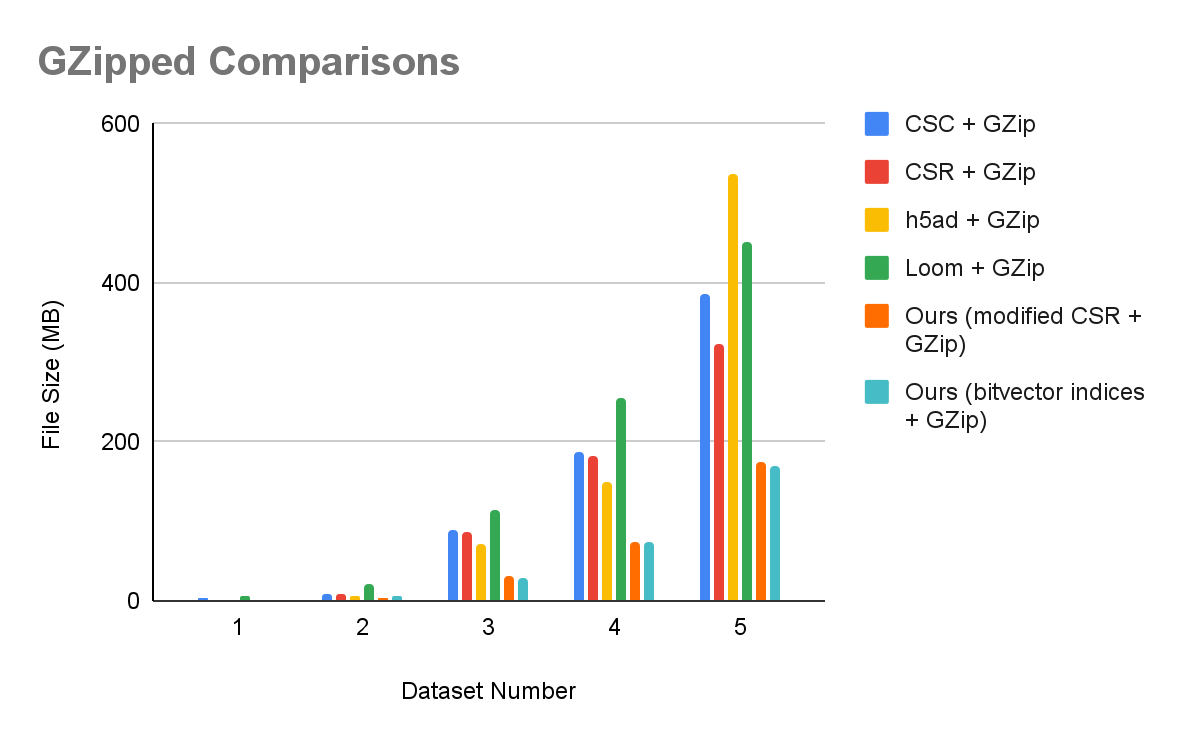 GZipped Comparisons
600
400
200
0
File Size (MB)
1 2 3 4 5
Dataset Number
CSC + GZip
CSR + GZip
h5ad + GZip
Loom + GZip
Ours (modified CSR +
GZip)
Ours (bitvector indices
+ GZip)